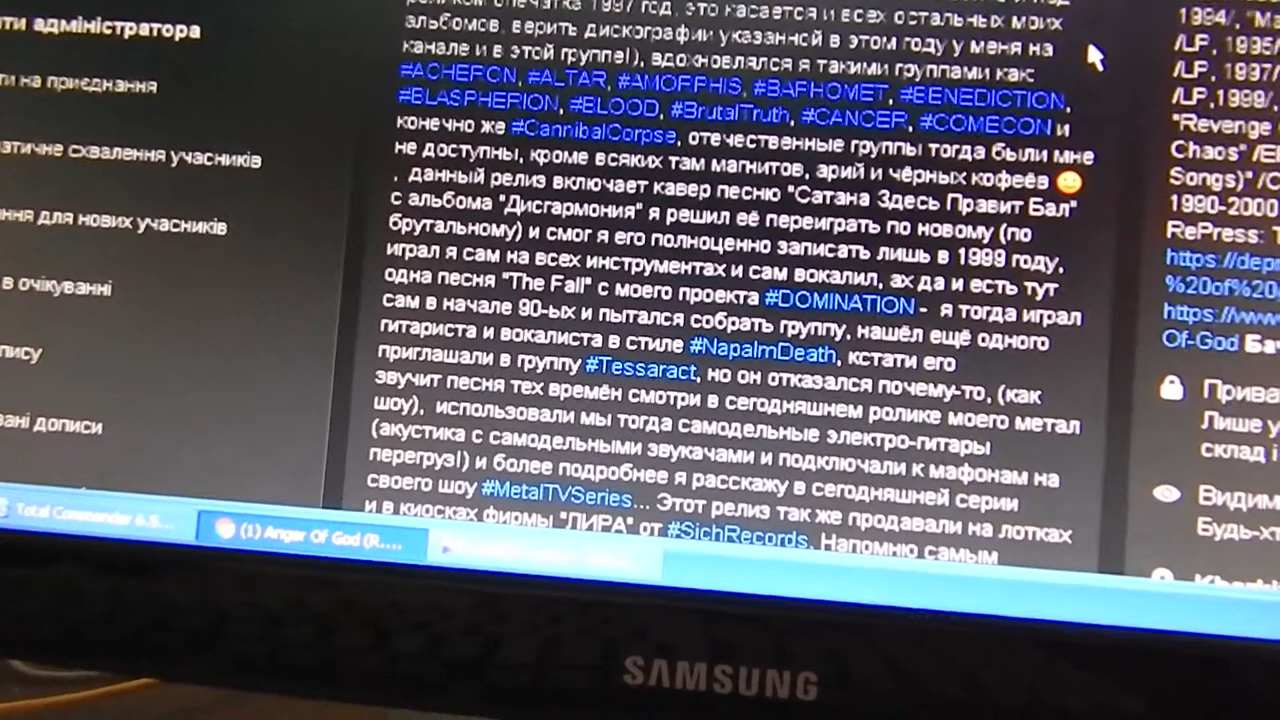 ти адміністратора
ти на приєднання
атичне схвалення учасників
ння для нових учасників
в очікуванні
пису
вані дописи
опечатка 1997 год, это касается и всех остальных моих
альбомов, верить дискографии указанной в этом году у меня на
канале и в этой группе!), вдохновлялся я такими группами как:
#ACHERON, #ALTAR, #AMORPHIS, #BAPHOMET, #BENEDICTION,
#BLASPHERION, #BLOOD, #BrutalTruth, #CANCER, #COMECON и
конечно же #CannibalCorpse, отечественные группы тогда были мне
не доступны, кроме всяких там магнитов, арий и чёрных кофеёв 🙂
, данный релиз включает кавер песню "Сатана Здесь Правит Бал"
с альбома "Дисгармония" я решил её переиграть по новому (по
брутальному) и смог я его полноценно записать лишь в 1999 году,
играл я сам на всех инструментах и сам вокалил, ах да и есть тут
одна песня "The Fall" с моего проекта #DOMINATION - я тогда играл
сам в начале 90-ых и пытался собрать группу, нашёл ещё одного
гитариста и вокалиста в стиле #NapalmDeath, кстати его
приглашали в группу #Tessaract, но он отказался почему-то, (как
звучит песня тех времён смотри в сегодняшнем ролике моего метал
шоу), использовали мы тогда самодельные электро-гитары
(акустика с самодельными звукачами и подключали к мафонам на
перегруз!) и более подробнее я расскажу в сегодняшней серии
своего шоу #MetalTVSeries... Этот релиз так же продавали на лотках
и в киосках фирмы "ЛИРА" от #SichRecords. Напомню самым
1994/, "Ma
/LP, 1995/
/LP, 1997/
/LP,1999/,
"Revenge
Chaos" /E
Songs)" /C
1990-2000
RePress: T
https://dep
%20of%20
https://www
Of-God Ба
Прива
Лише у
склад і
Видим
Будь-хт
Total Commander 6.5...
(1) Anger Of God (R....
SAMSUNG